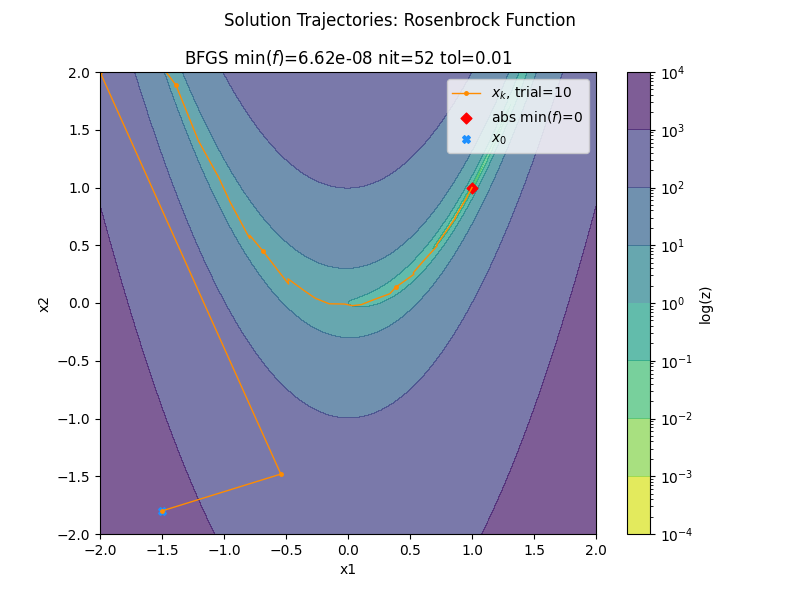 Solution Trajectories: Rosenbrock Function
BFGS min(f)=6.62e-08 nit=52 tol=0.01
x_k, trial=10
abs min(f)=0
x_0
2.0
1.5
1.0
0.5
0.0
−0.5
−1.0
−1.5
−2.0
x2
−2.0 −1.5 −1.0 −0.5 0.0 0.5 1.0 1.5 2.0
x1
10^4
10^3
10^2
10^1
10^0
10^−1
10^−2
10^−3
10^−4
log(z)